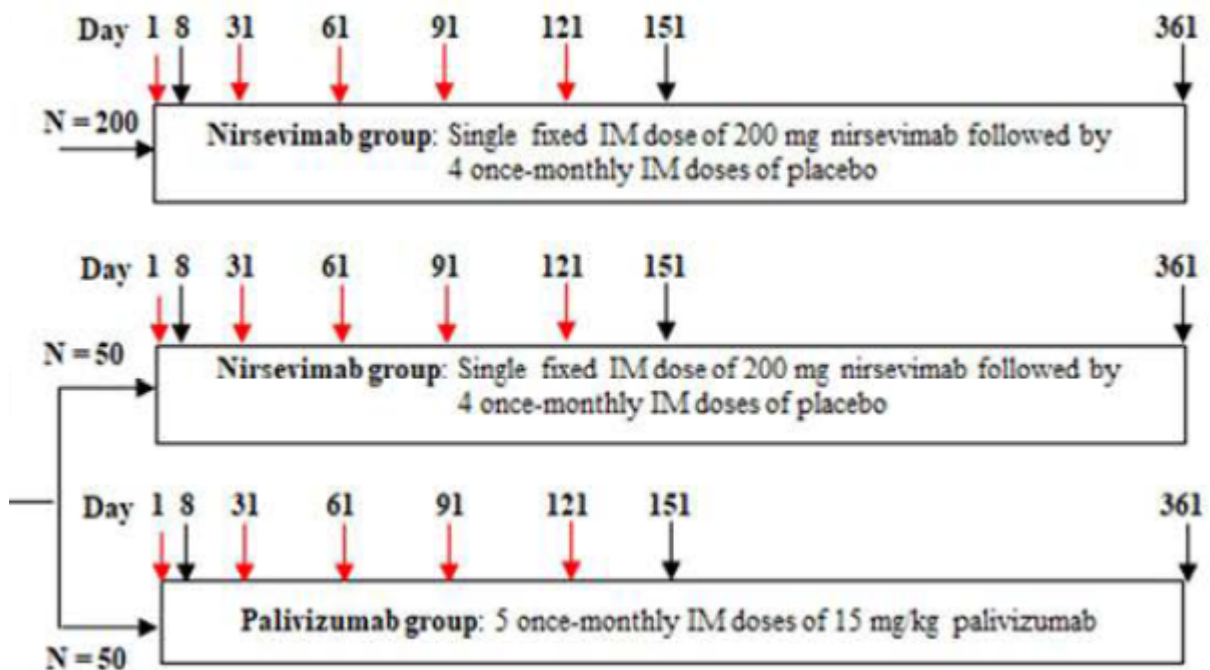 Day 1 8 31 61 91 121 151 361
N = 200
Nirsevimab group: Single fixed IM dose of 200 mg nirsevimab followed by
4 once-monthly IM doses of placebo
Day 1 8 31 61 91 121 151 361
N = 50
Nirsevimab group: Single fixed IM dose of 200 mg nirsevimab followed by
4 once-monthly IM doses of placebo
Day 1 8 31 61 91 121 151 361
Palivizumab group: 5 once-monthly IM doses of 15 mg/kg palivizumab
N = 50